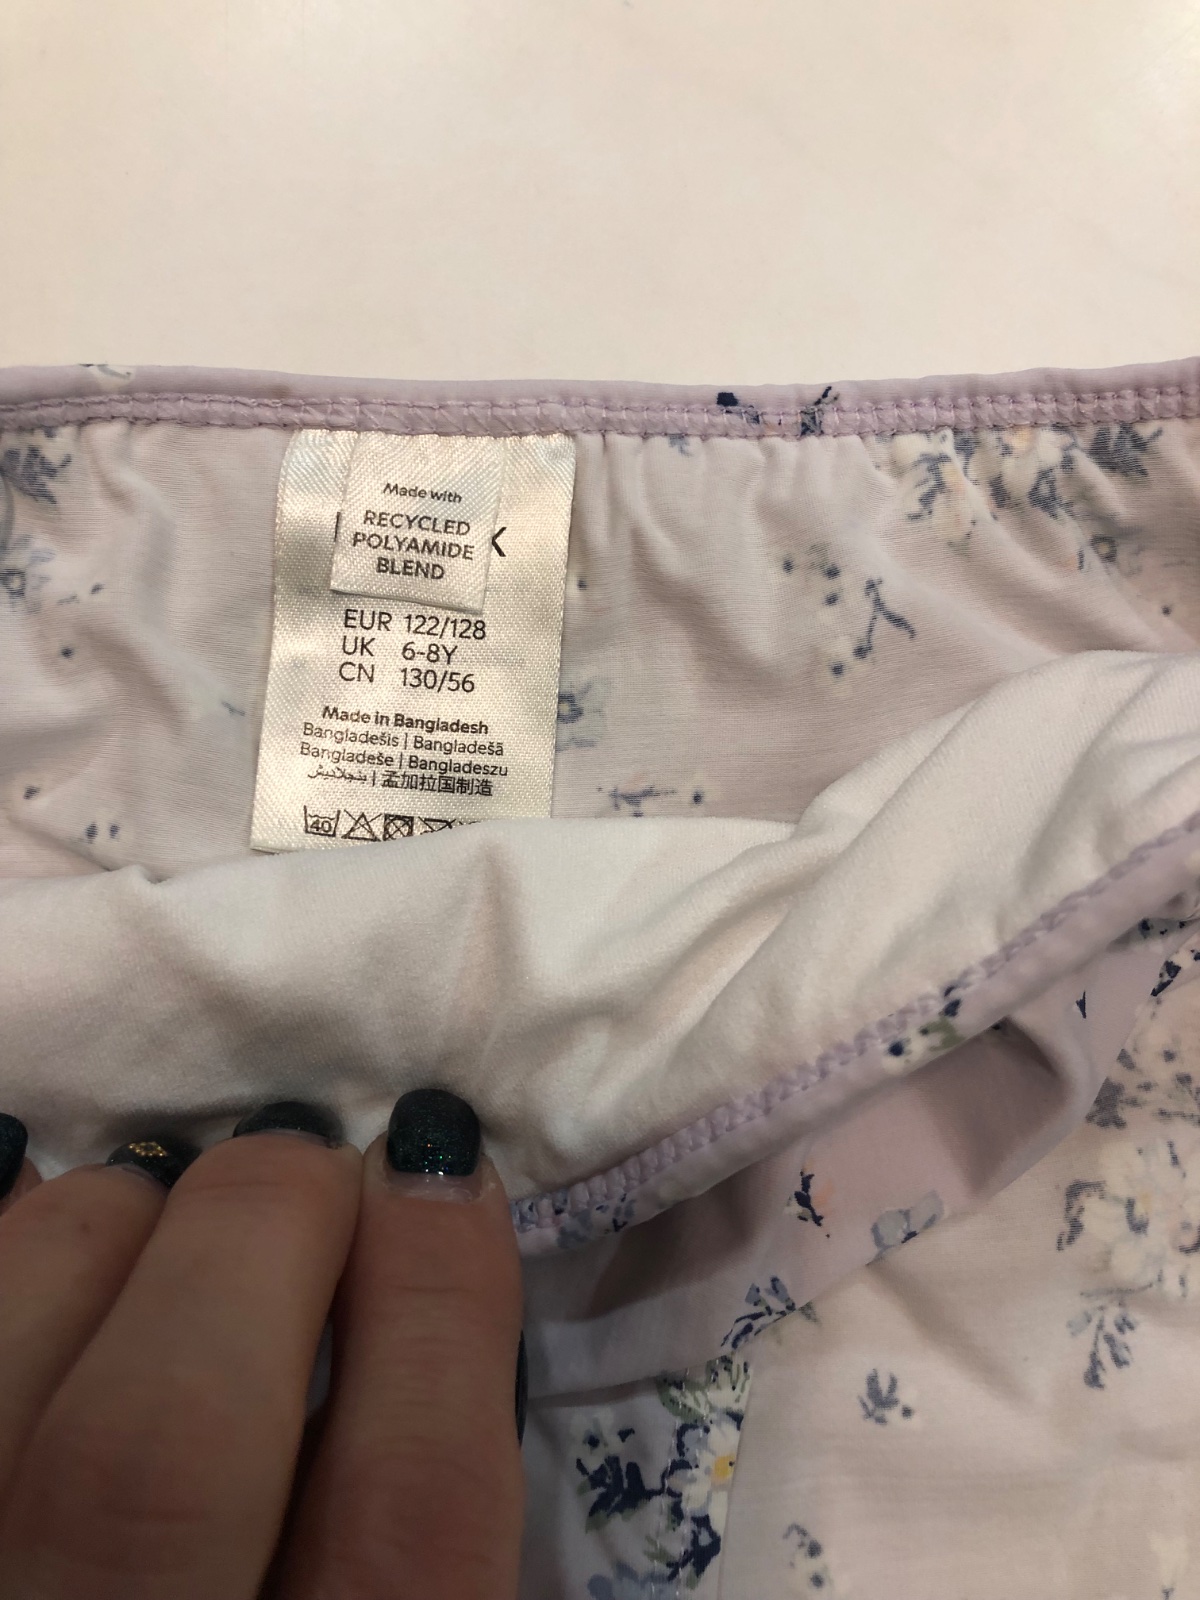 Made with
RECYCLED
POLYAMIDE
BLEND
EUR 122/128
UK 6-8Y
CN 130/56
Made in Bangladesh
Bangladešis | Bangladešā
Bangladeše | Bangladeszu
بنجلاديش | 孟加拉国制造
40